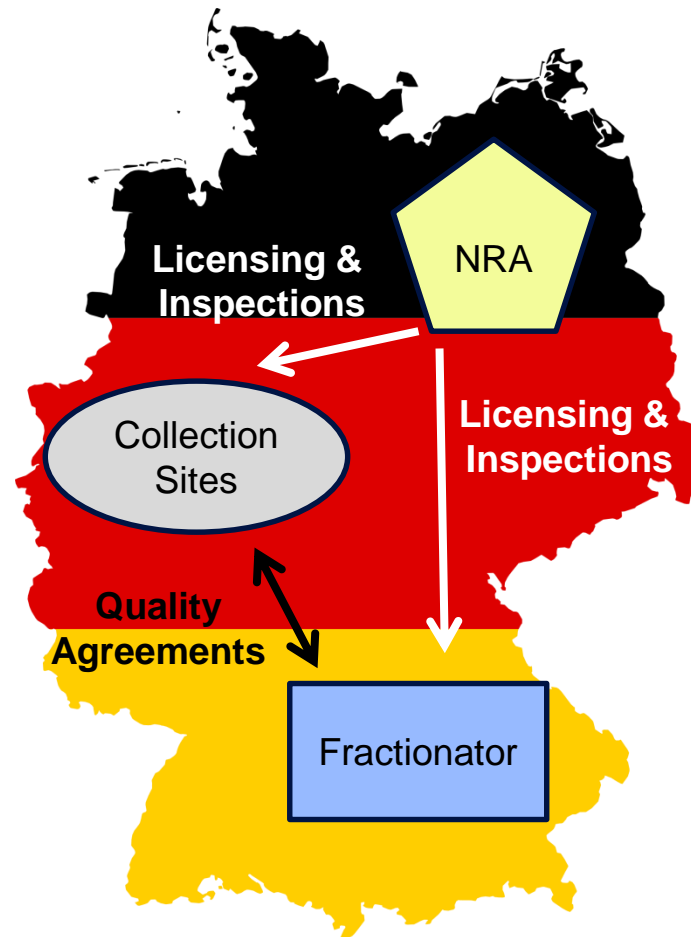 NRA
Licensing &
Inspections
Licensing &
Inspections
Collection
Sites
Quality
Agreements
Fractionator